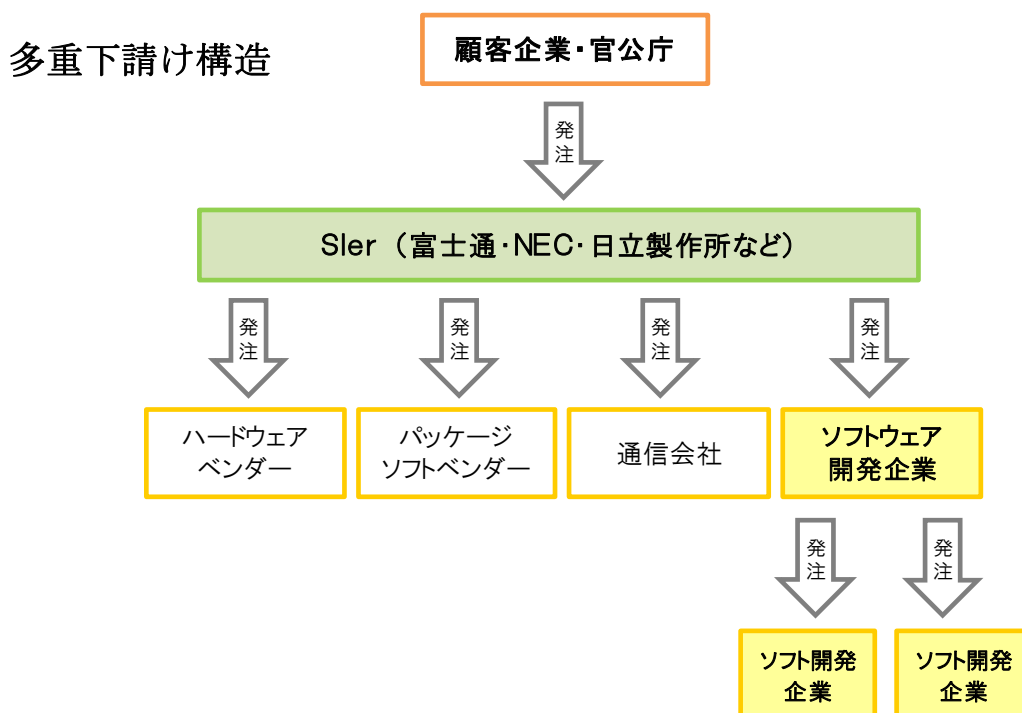 多重下請け構造
顧客企業・官公庁
発
注
SIer （富士通・NEC・日立製作所など）
発
注
発
注
発
注
発
注
ハードウェア
ベンダー
パッケージ
ソフトベンダー
通信会社
ソフトウェア
開発企業
発
注
発
注
ソフト開発
企業
ソフト開発
企業